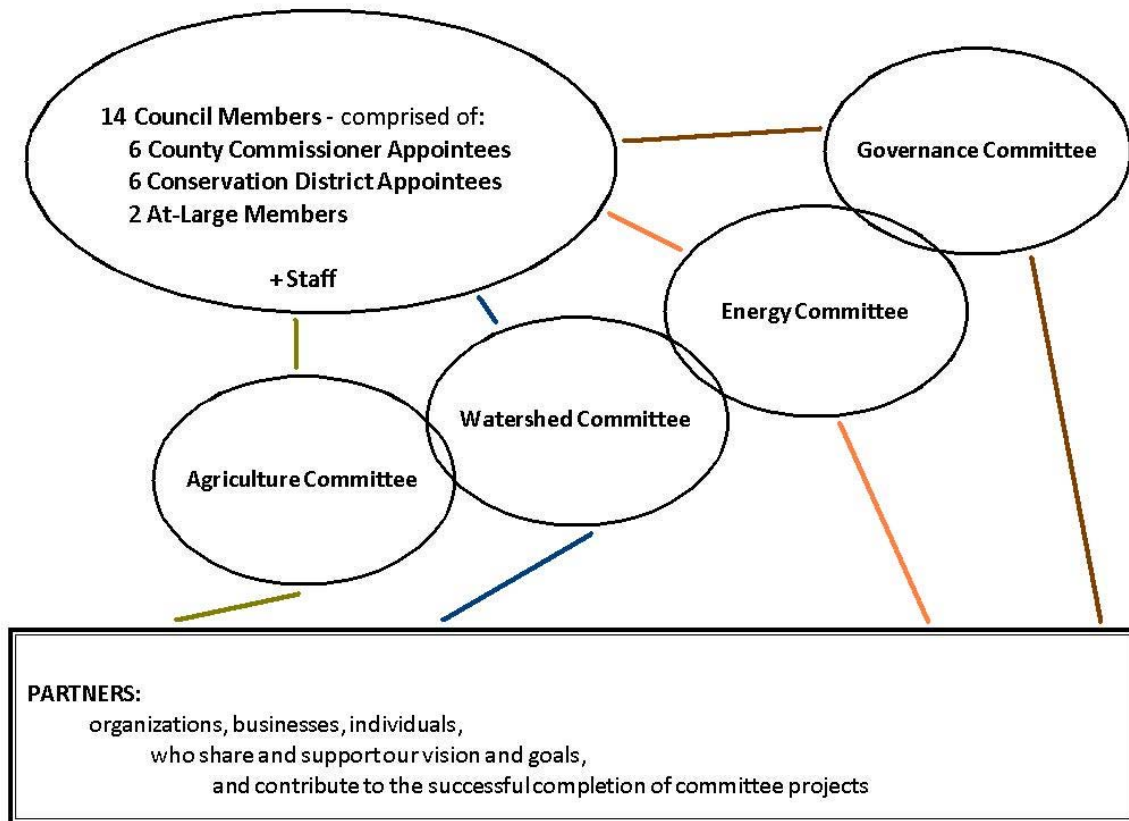 14 Council Members - comprised of:
6 County Commissioner Appointees
6 Conservation District Appointees
2 At-Large Members
+ Staff
Governance Committee
Energy Committee
Watershed Committee
Agriculture Committee
PARTNERS:
organizations, businesses, individuals,
who share and support our vision and goals,
and contribute to the successful completion of committee projects